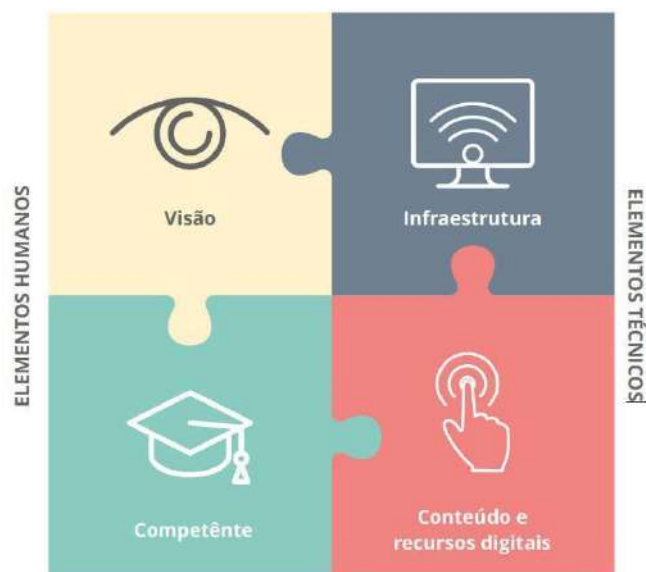 Visão
Infraestrutura
ELEMENTOS HUMANOS
ELEMENTOS TÉCNICOS
Competênte
Conteúdo e
recursos digitais